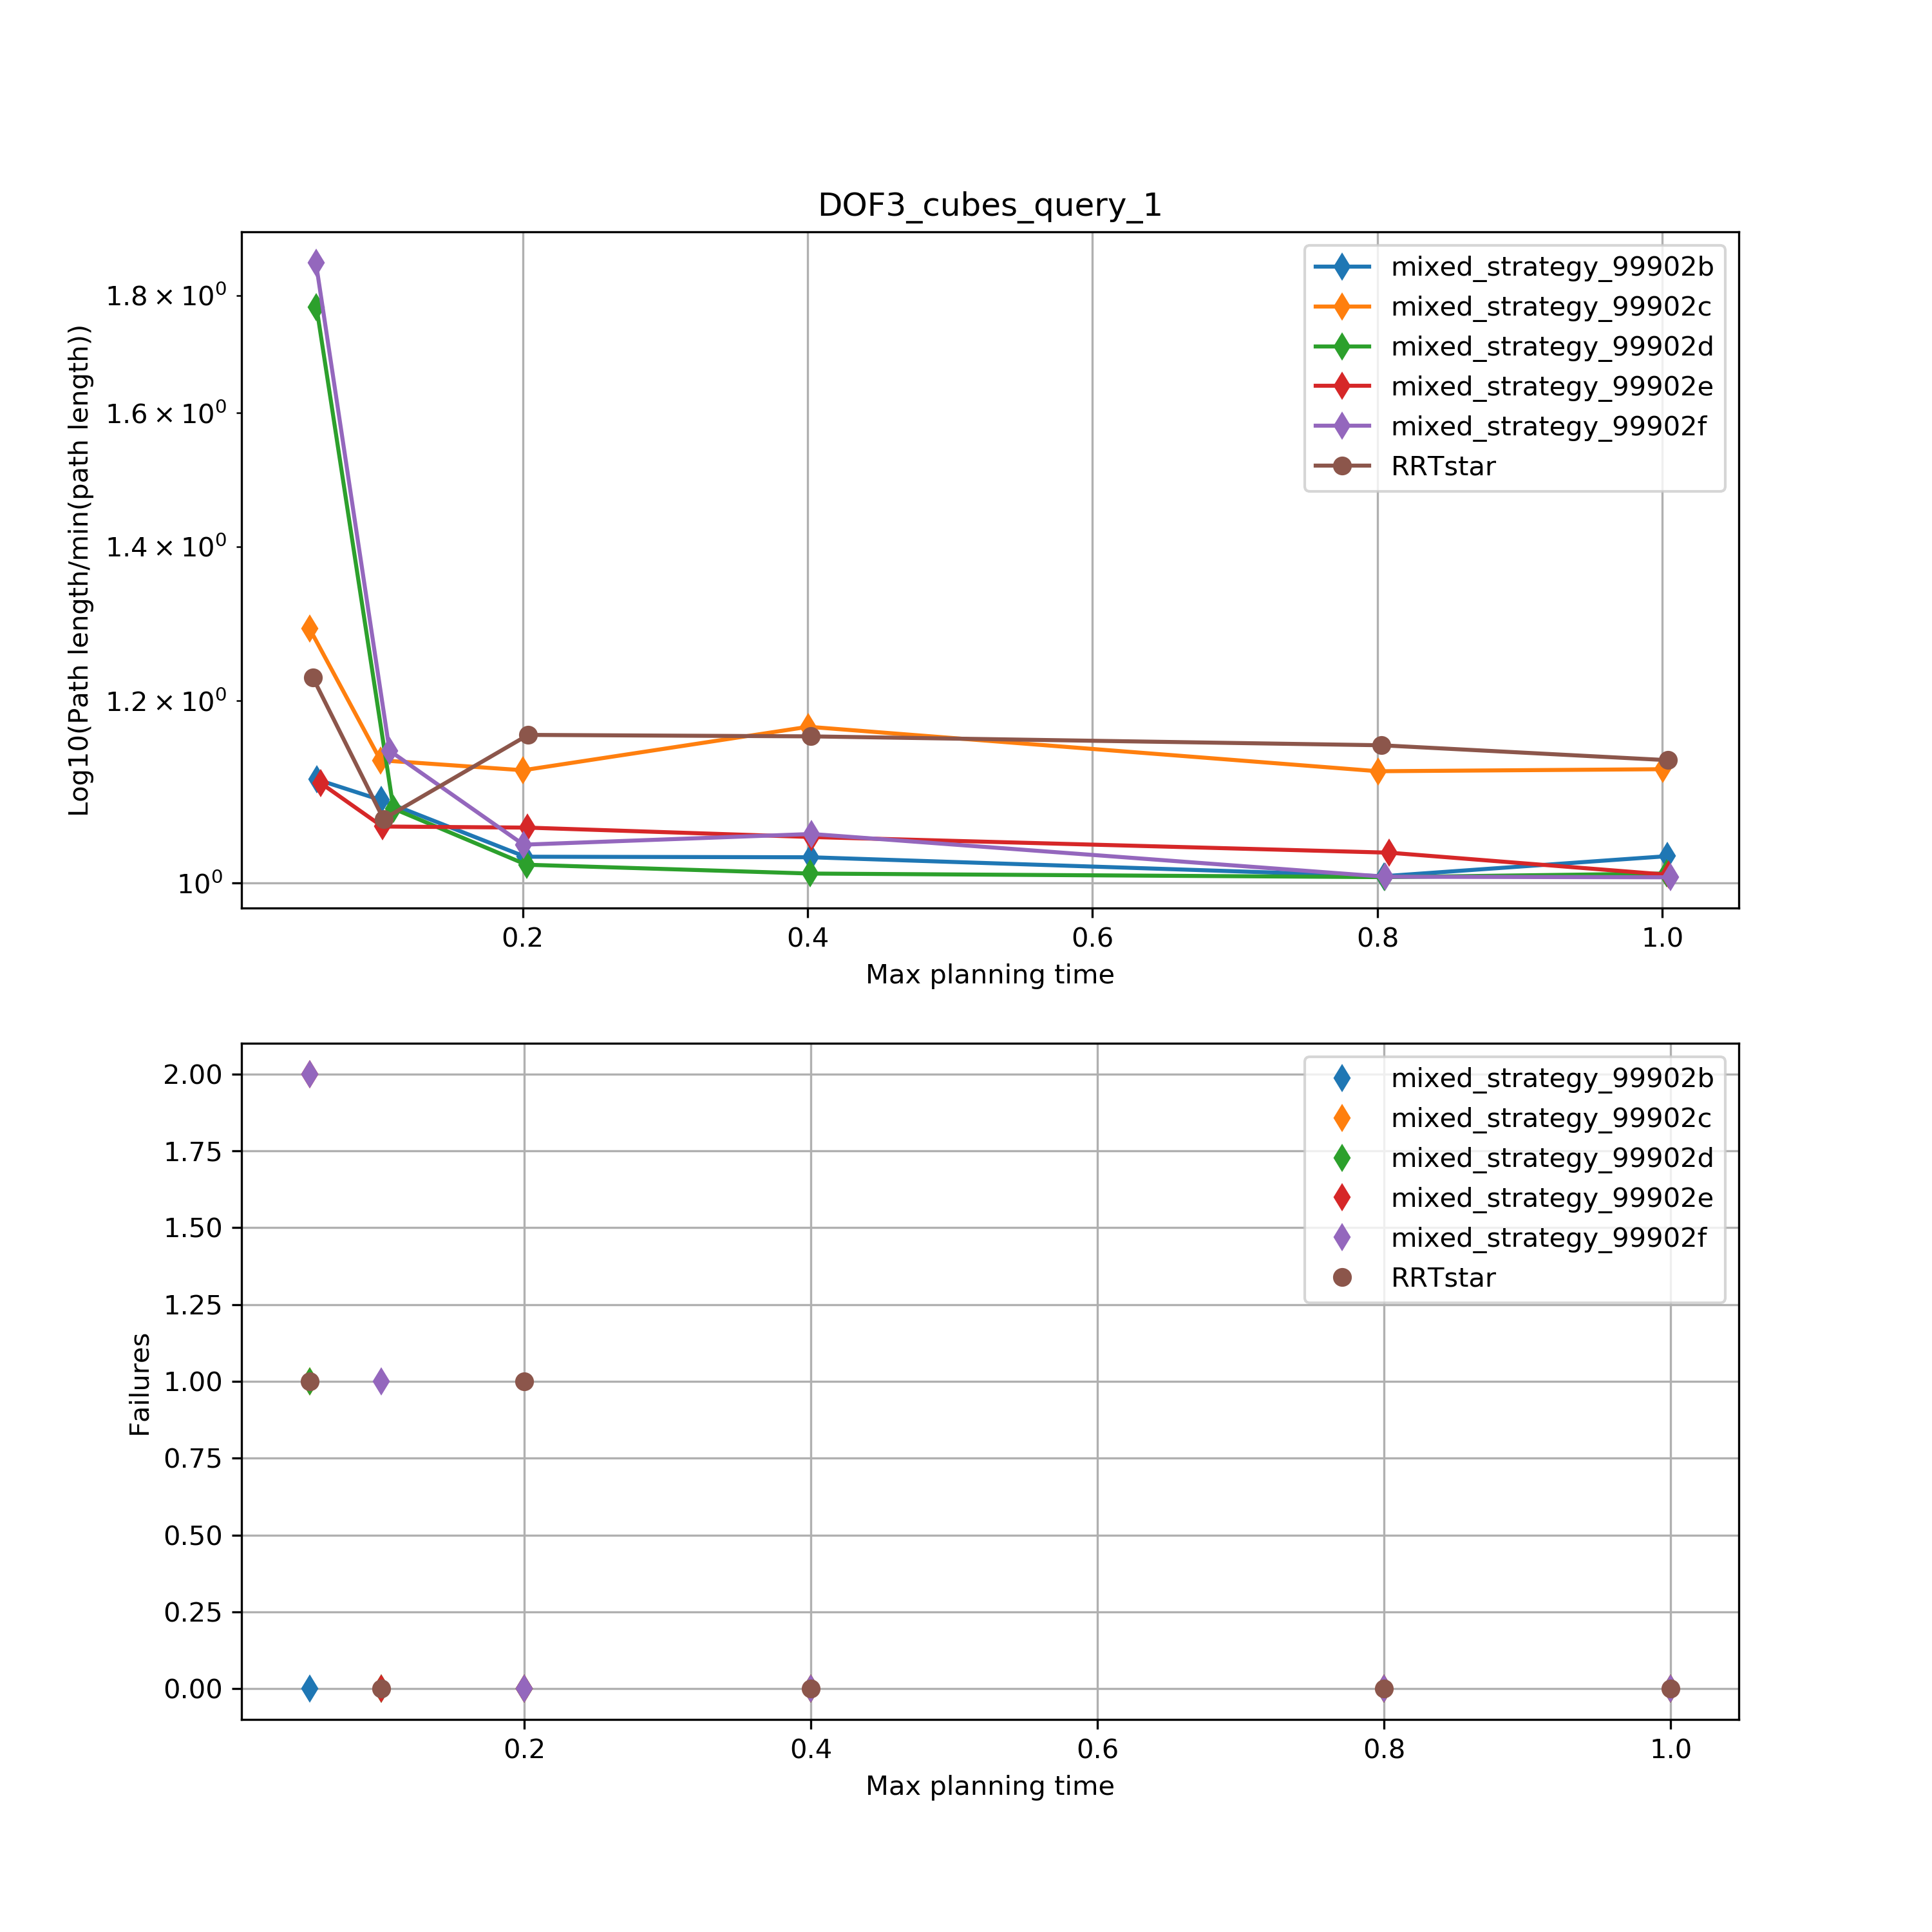 DOF3_cubes_query_1
Log10(Path length/min(path length))
1.8 × 10⁰
1.6 × 10⁰
1.4 × 10⁰
1.2 × 10⁰
10⁰
mixed_strategy_99902b
mixed_strategy_99902c
mixed_strategy_99902d
mixed_strategy_99902e
mixed_strategy_99902f
RRTstar
0.2 0.4 0.6 0.8 1.0
Max planning time
Failures
2.00
1.75
1.50
1.25
1.00
0.75
0.50
0.25
0.00
mixed_strategy_99902b
mixed_strategy_99902c
mixed_strategy_99902d
mixed_strategy_99902e
mixed_strategy_99902f
RRTstar
0.2 0.4 0.6 0.8 1.0
Max planning time